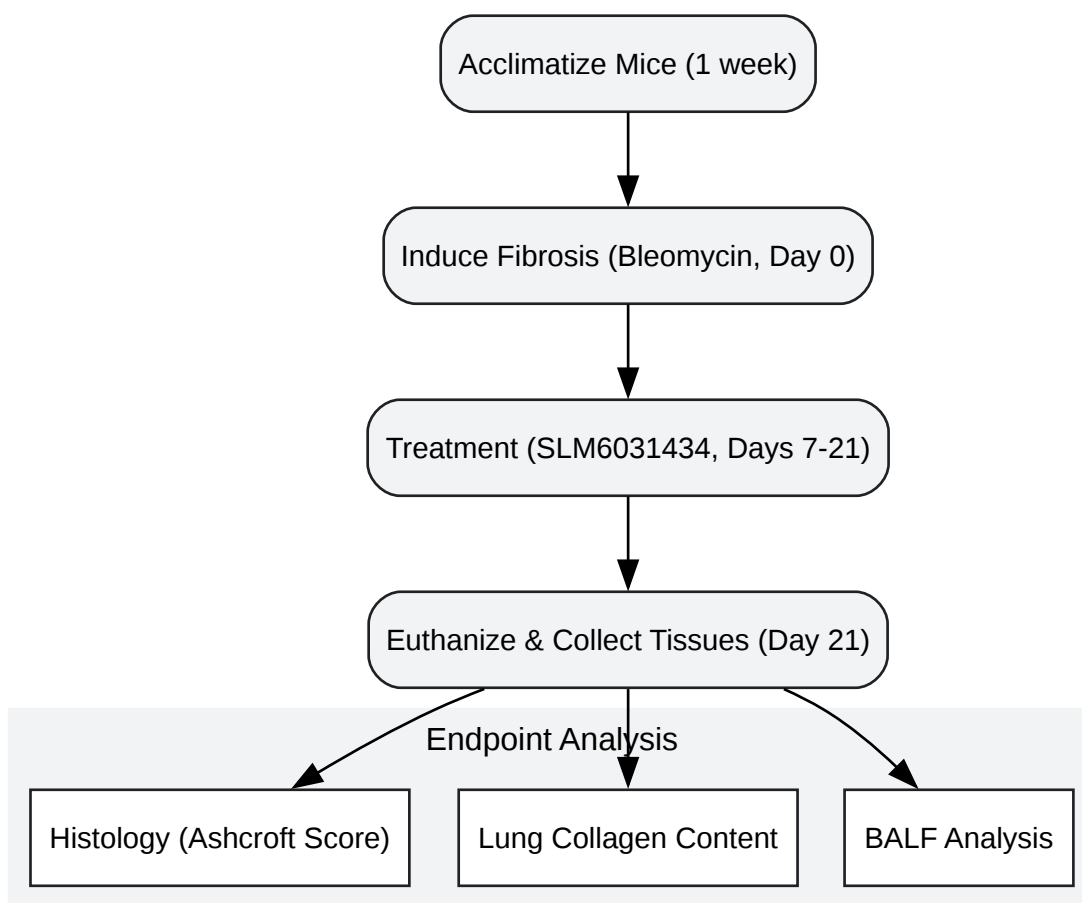 Acclimatize Mice (1 week)
Induce Fibrosis (Bleomycin, Day 0)
Treatment (SLM6031434, Days 7-21)
Euthanize & Collect Tissues (Day 21)
Endpoint Analysis
Histology (Ashcroft Score)
Lung Collagen Content
BALF Analysis